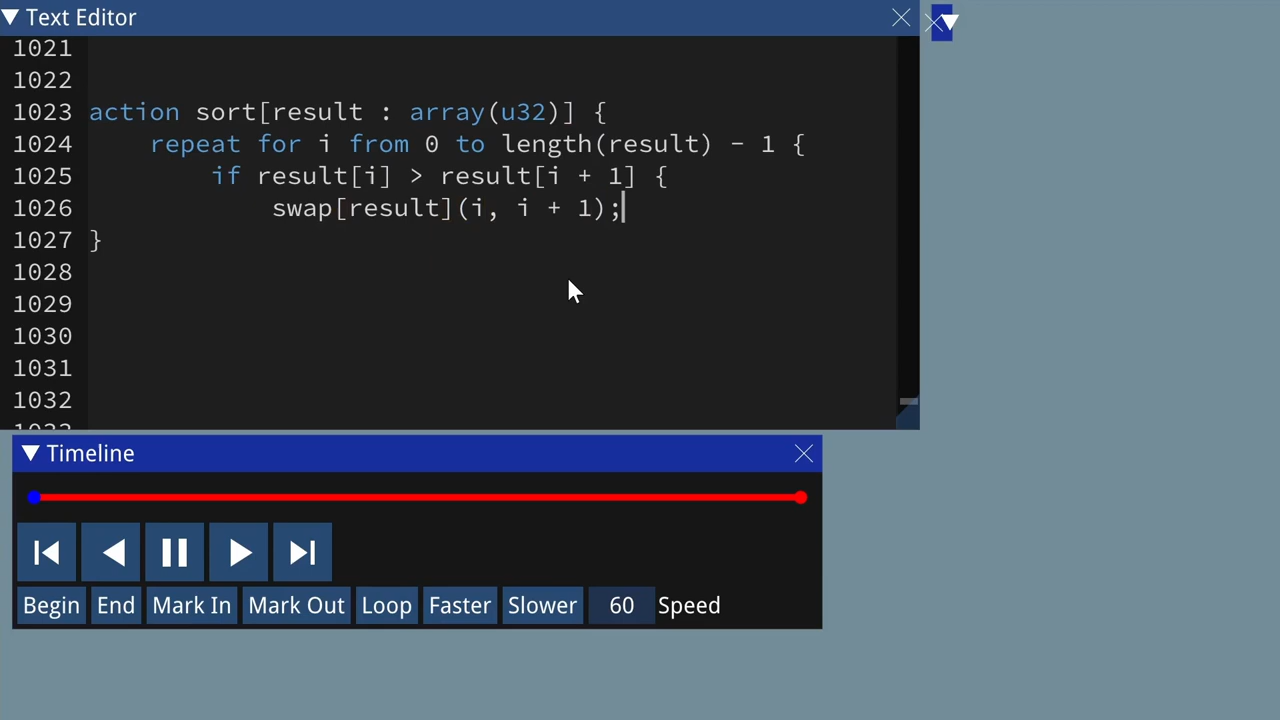 Text Editor
1021
1022
1023 action sort[result : array(u32)] {
1024     repeat for i from 0 to length(result) - 1 {
1025         if result[i] > result[i + 1] {
1026             swap[result](i, i + 1);
1027 }
1028
1029
1030
1031
1032
Timeline
Begin End Mark In Mark Out Loop Faster Slower 60 Speed